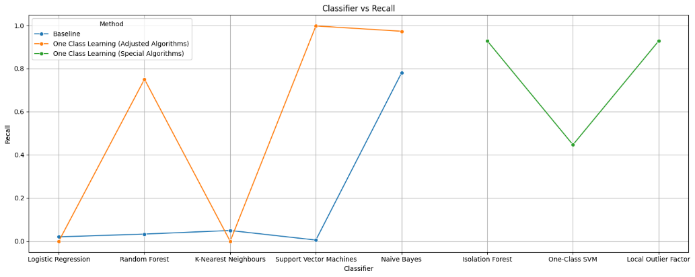 Classifier vs Recall
Method
Baseline
One Class Learning (Adjusted Algorithms)
One Class Learning (Special Algorithms)
1.0
0.8
0.6
0.4
0.2
0.0
Recall
Logistic Regression
Random Forest
K-Nearest Neighbours
Support Vector Machines
Naive Bayes
Isolation Forest
One-Class SVM
Local Outlier Factor
Classifier